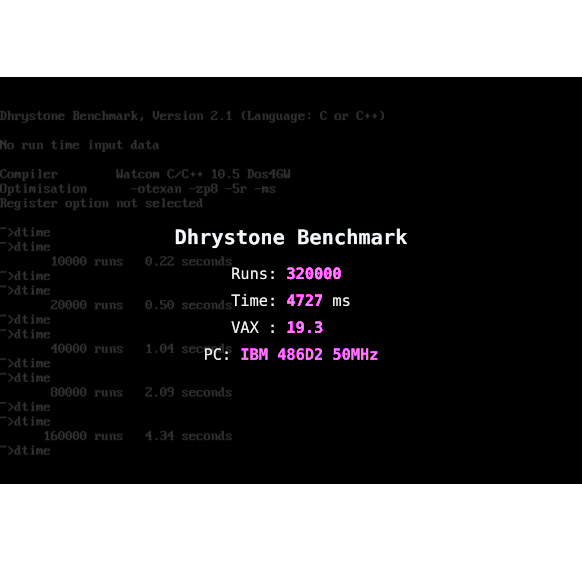 Dhrystone Benchmark, Version 2.1 (Language: C or C++)
No run time input data
Compiler Watcom C/C++ 10.5 Dos4GW
Optimisation -otexan -zp8 -5r -ms
Register option not selected
~>dtime
~>dtime
10000 runs 0.22 seconds
~>dtime
~>dtime
20000 runs 0.50 seconds
~>dtime
~>dtime
40000 runs 1.04 seconds
~>dtime
~>dtime
80000 runs 2.09 seconds
~>dtime
~>dtime
160000 runs 4.34 seconds
~>dtime
Dhrystone Benchmark
Runs: 320000
Time: 4727 ms
VAX : 19.3
PC: IBM 486D2 50MHz